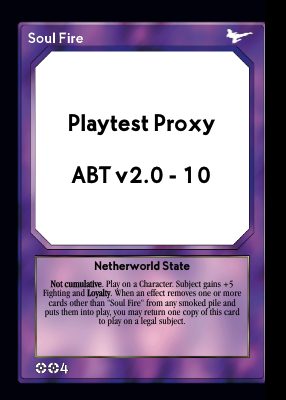 Soul Fire
Playtest Proxy
ABT v2.0 - 10
Netherworld State
Not cumulative. Play on a Character. Subject gains +5
Fighting and Loyalty. When an effect removes one or more
cards other than "Soul Fire" from any smoked pile and
puts them into play, you may return one copy of this card
to play on a legal subject.
4